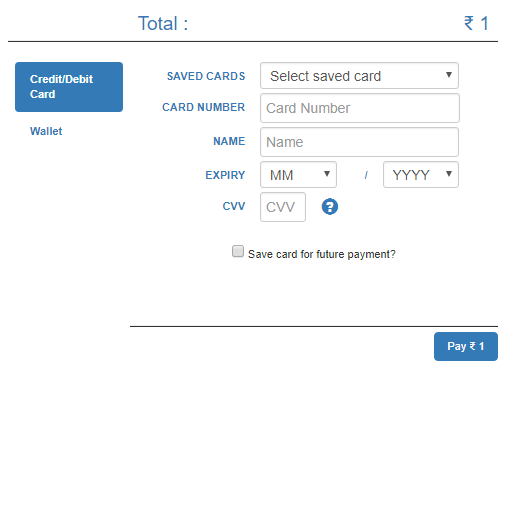 Total : ₹ 1
Credit/Debit
Card
Wallet
SAVED CARDS Select saved card
CARD NUMBER Card Number
NAME Name
EXPIRY MM / YYYY
CVV CVV ?
Save card for future payment?
Pay ₹ 1